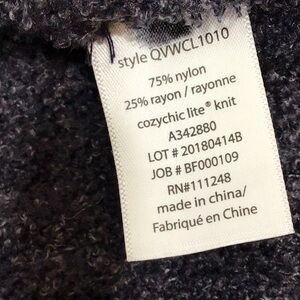 style QVWCL1010
75% nylon
25% rayon / rayonne
cozychic lite® knit
A342880
LOT # 20180414B
JOB # BF000109
RN#111248
made in china/
Fabriqué en Chine